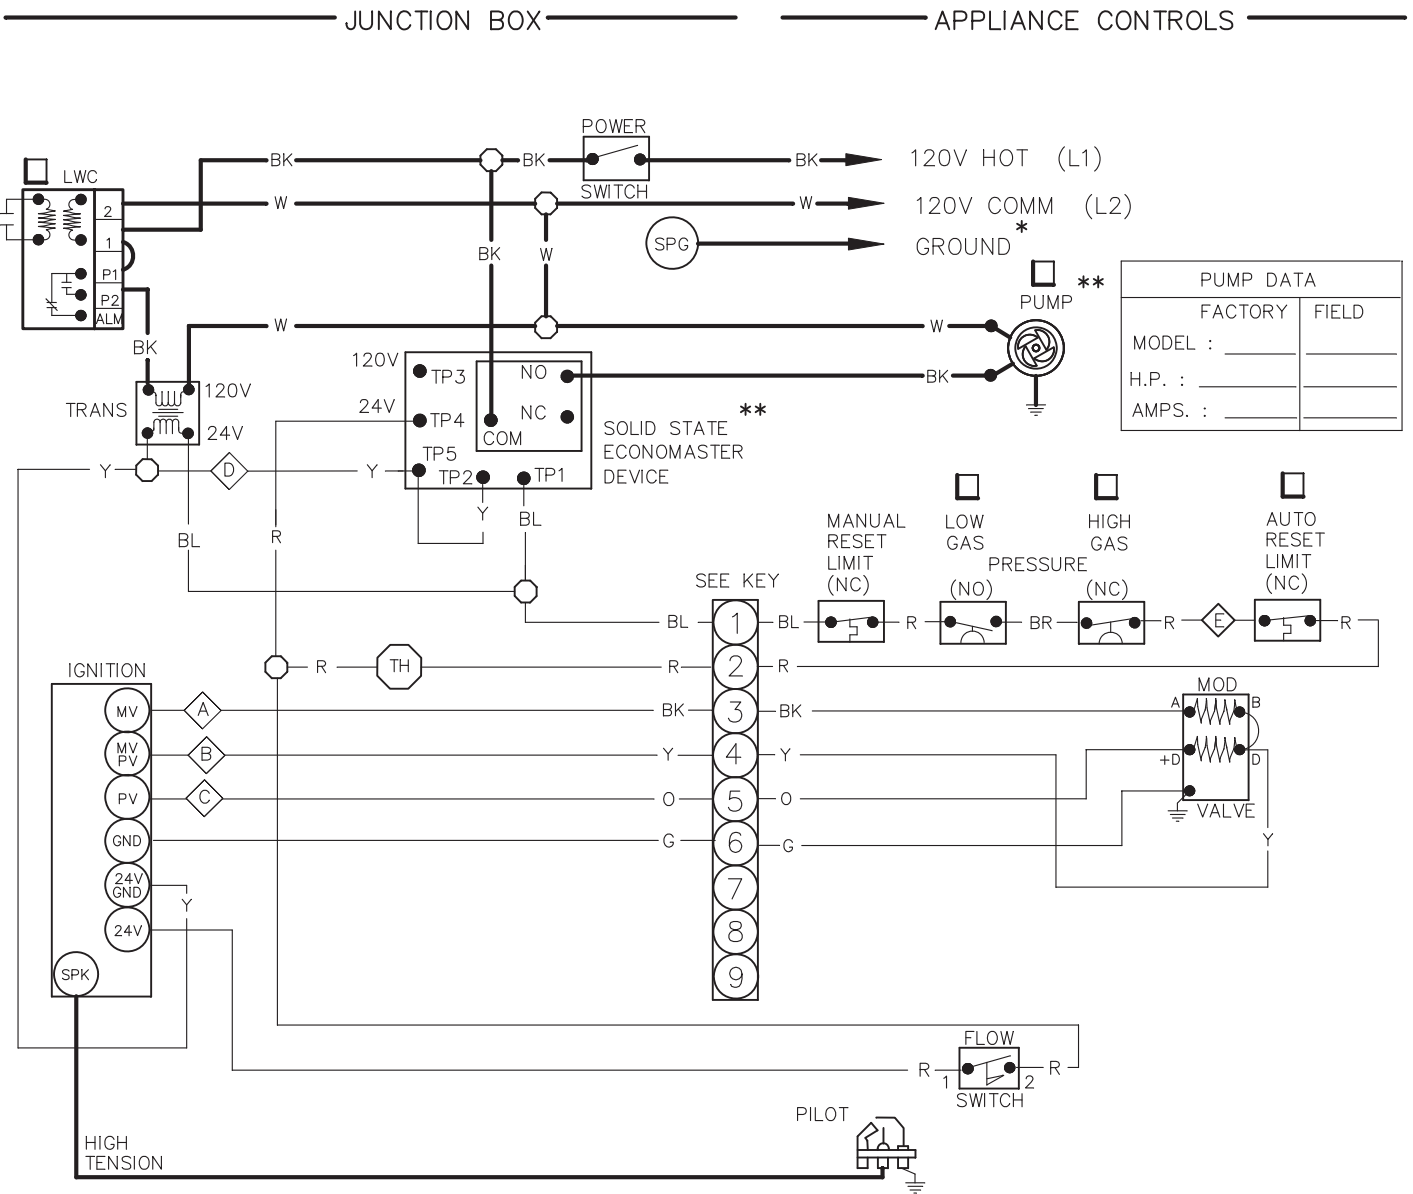 JUNCTION BOX
APPLIANCE CONTROLS
POWER
BK
BK
BK
120V HOT (L1)
LWC
SWITCH
W
W
120V COMM (L2)
2
1
P1
P2
ALM
BK
W
SPG
GROUND *
**
PUMP
PUMP DATA
FACTORY
FIELD
MODEL :
H.P. :
AMPS. :
W
W
BK
BK
120V
TP3
NO
TRANS
120V
24V
24V
TP4
NC
COM
**
SOLID STATE
ECONOMASTER
DEVICE
TP5
TP2
TP1
Y
D
Y
Y
BL
BL
R
MANUAL
RESET
LIMIT
(NC)
LOW
GAS
HIGH
GAS
PRESSURE
(NO)
(NC)
AUTO
RESET
LIMIT
(NC)
SEE KEY
BL
1
BL
R
BR
R
E
R
R
TH
R
2
R
IGNITION
MV
A
BK
3
BK
MOD
A
B
MV
PV
B
Y
4
Y
+D
D
PV
C
O
5
O
VALVE
GND
G
6
G
Y
24V
GND
Y
7
24V
8
SPK
9
FLOW
R
1
2
R
SWITCH
PILOT
HIGH
TENSION